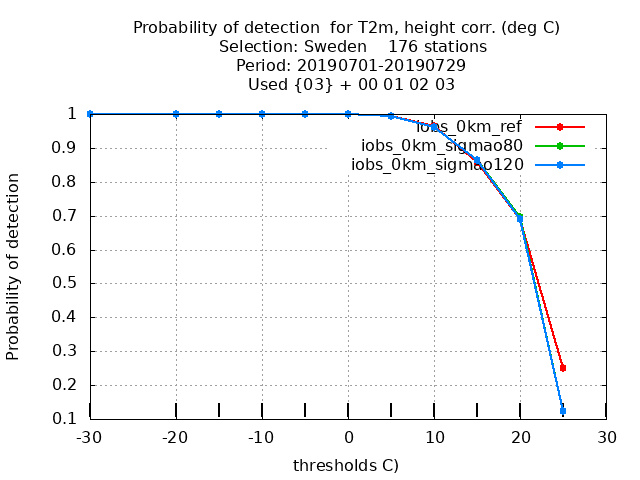 Probability of detection  for T2m, height corr. (deg C)
Selection: Sweden    176 stations
Period: 20190701-20190729
Used {03} + 00 01 02 03
iobs_0km_ref
iobs_0km_sigmao80
iobs_0km_sigmao120
Probability of detection
1
0.9
0.8
0.7
0.6
0.5
0.4
0.3
0.2
0.1
-30 -20 -10 0 10 20 30
thresholds C)